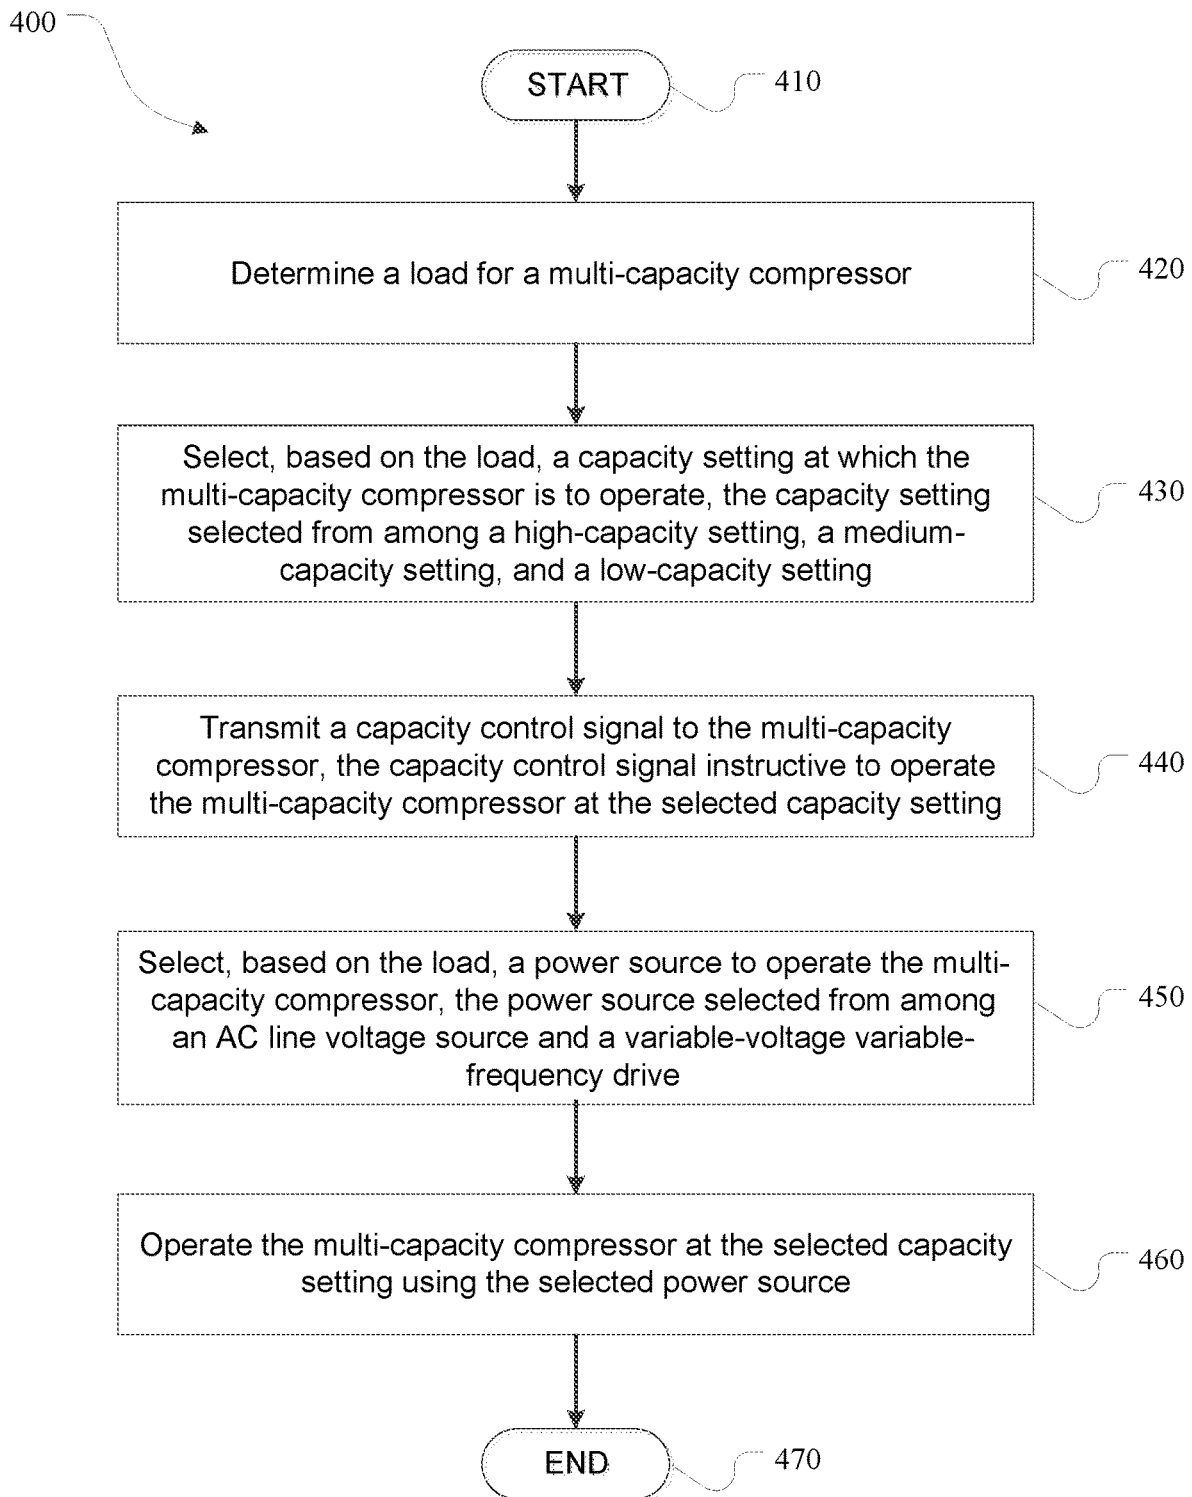 400
START
410
Determine a load for a multi-capacity compressor
420
Select, based on the load, a capacity setting at which the
multi-capacity compressor is to operate, the capacity setting
selected from among a high-capacity setting, a medium-
capacity setting, and a low-capacity setting
430
Transmit a capacity control signal to the multi-capacity
compressor, the capacity control signal instructive to operate
the multi-capacity compressor at the selected capacity setting
440
Select, based on the load, a power source to operate the multi-
capacity compressor, the power source selected from among
an AC line voltage source and a variable-voltage variable-
frequency drive
450
Operate the multi-capacity compressor at the selected capacity
setting using the selected power source
460
END
470